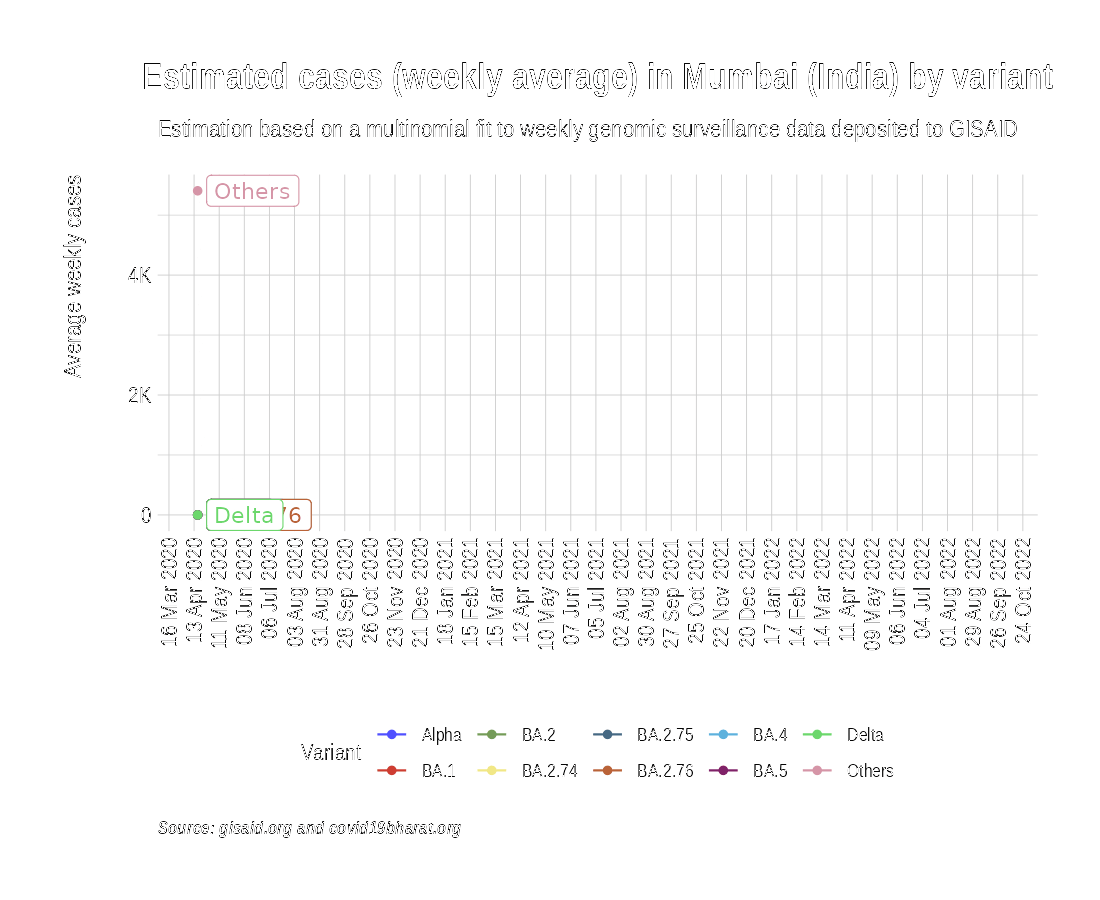 Estimated cases (weekly average) in Mumbai (India) by variant
Estimation based on a multinomial fit to weekly genomic surveillance data deposited to GISAID
Average weekly cases
Others
4K
2K
0
Delta
76
16 Mar 2020
13 Apr 2020
11 May 2020
08 Jun 2020
06 Jul 2020
03 Aug 2020
31 Aug 2020
28 Sep 2020
26 Oct 2020
23 Nov 2020
21 Dec 2020
18 Jan 2021
15 Feb 2021
15 Mar 2021
12 Apr 2021
10 May 2021
07 Jun 2021
05 Jul 2021
02 Aug 2021
30 Aug 2021
27 Sep 2021
25 Oct 2021
22 Nov 2021
20 Dec 2021
17 Jan 2022
14 Feb 2022
14 Mar 2022
11 Apr 2022
09 May 2022
06 Jun 2022
04 Jul 2022
01 Aug 2022
29 Aug 2022
26 Sep 2022
24 Oct 2022
Variant
Alpha BA.2 BA.2.75 BA.4 Delta
BA.1 BA.2.74 BA.2.76 BA.5 Others
Source: gisaid.org and covid19bharat.org